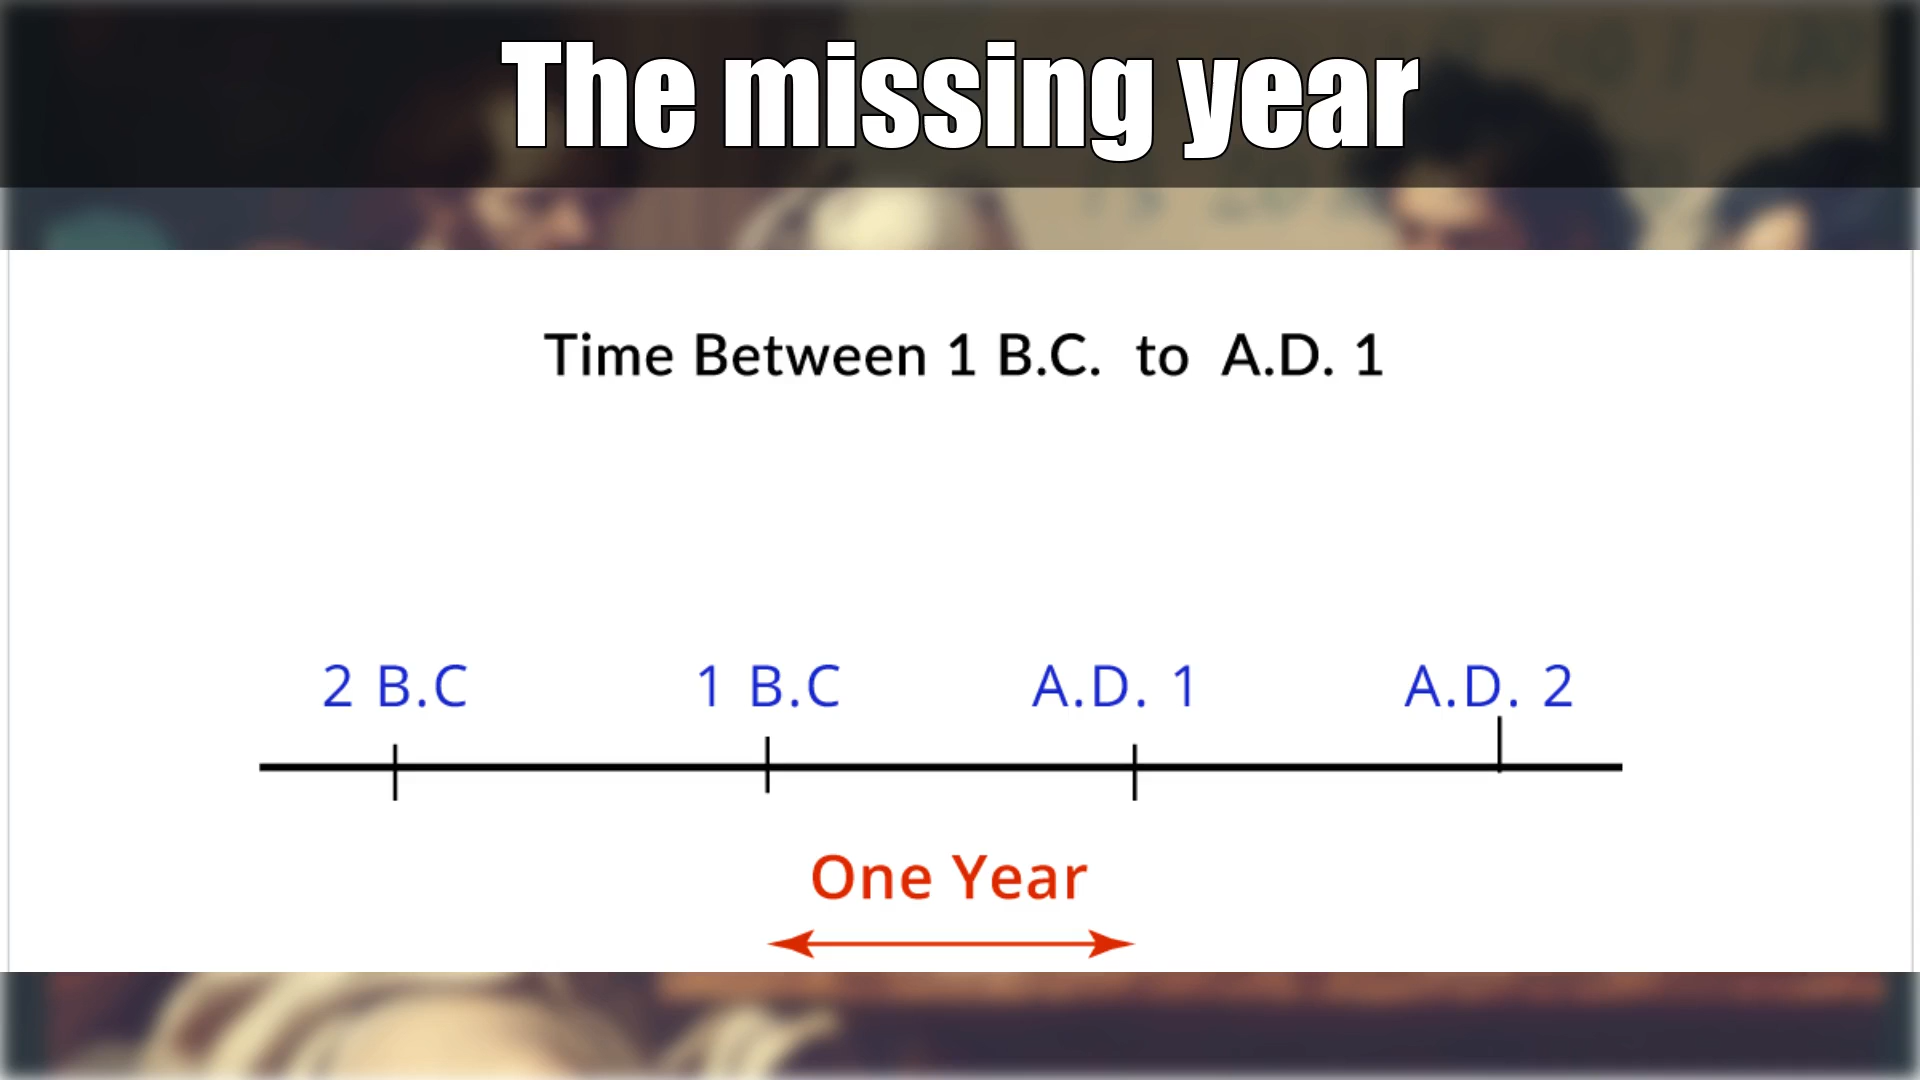 The missing year
Time Between 1 B.C. to A.D. 1
2 B.C 1 B.C A.D. 1 A.D. 2
One Year